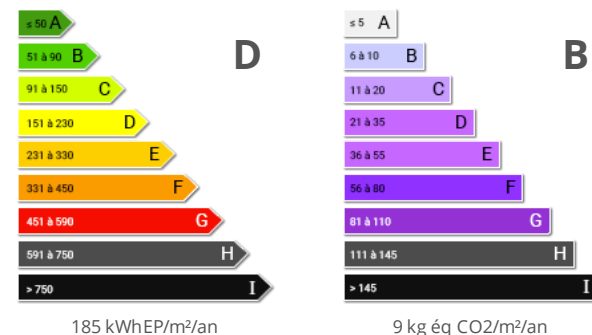 ≤ 50 A
51 à 90 B
91 à 150 C
151 à 230 D
231 à 330 E
331 à 450 F
451 à 590 G
591 à 750 H
> 750 I
D
185 kWhEP/m²/an
≤ 5 A
6 à 10 B
11 à 20 C
21 à 35 D
36 à 55 E
56 à 80 F
81 à 110 G
111 à 145 H
> 145 I
B
9 kg éq CO2/m²/an